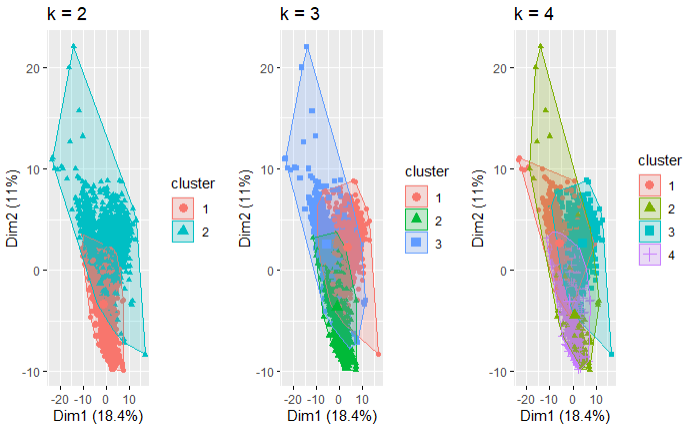 k = 2
20
10
0
-10
Dim2 (11%)
-20 -10 0 10
Dim1 (18.4%)
cluster
1
2
k = 3
20
10
0
-10
Dim2 (11%)
-20 -10 0 10
Dim1 (18.4%)
cluster
1
2
3
k = 4
20
10
0
-10
Dim2 (11%)
-20 -10 0 10
Dim1 (18.4%)
cluster
1
2
3
4